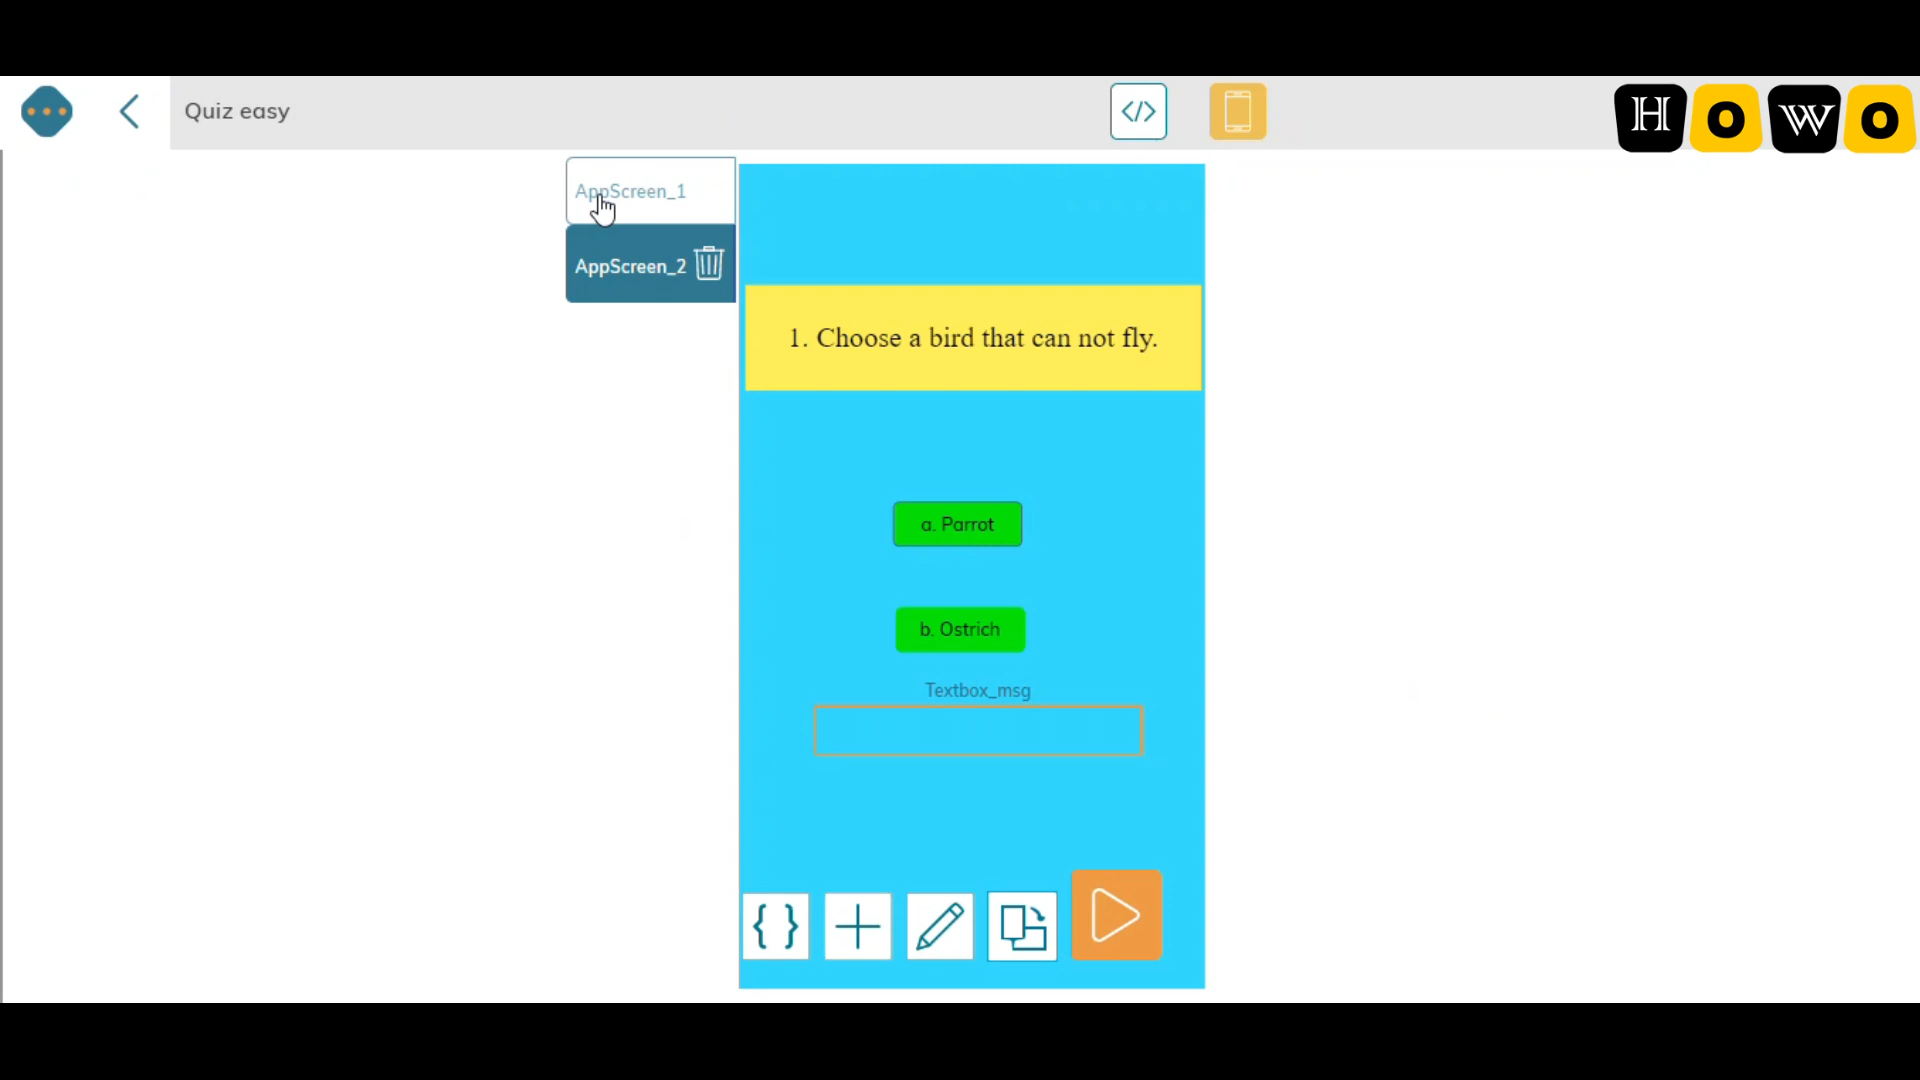 Quiz easy
</>
H O W O
AppScreen_1
AppScreen_2
1. Choose a bird that can not fly.
a. Parrot
b. Ostrich
Textbox_msg
{ }